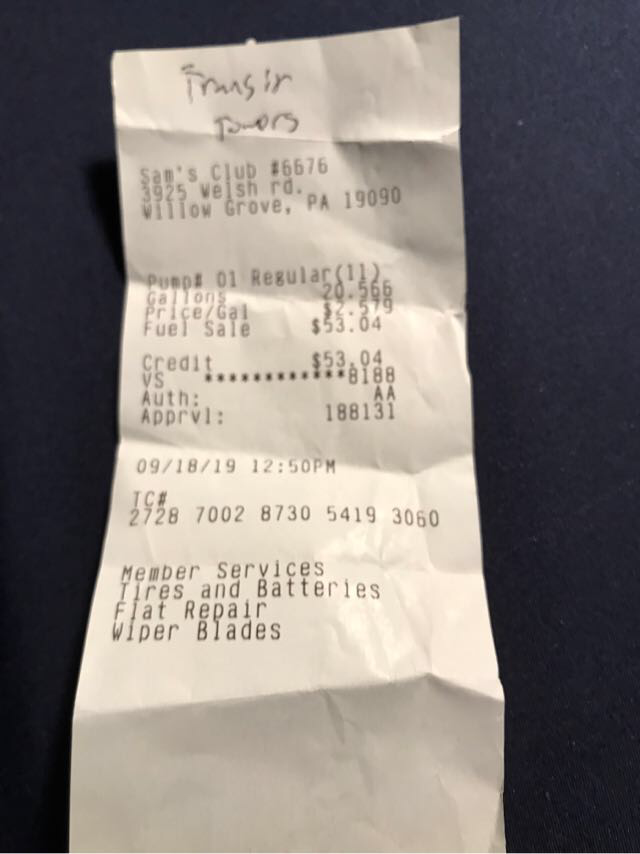 Transit
Sam's Club #6676
3925 Welsh rd.
Willow Grove, PA 19090
Pump# 01 Regular(11)
Gallons 20.566
Price/Gal $2.579
Fuel Sale $53.04
Credit $53.04
VS ************8188
Auth: AA
Apprvl: 188131
09/18/19 12:50PM
TC#
2728 7002 8730 5419 3060
Member Services
Tires and Batteries
Flat Repair
Wiper Blades